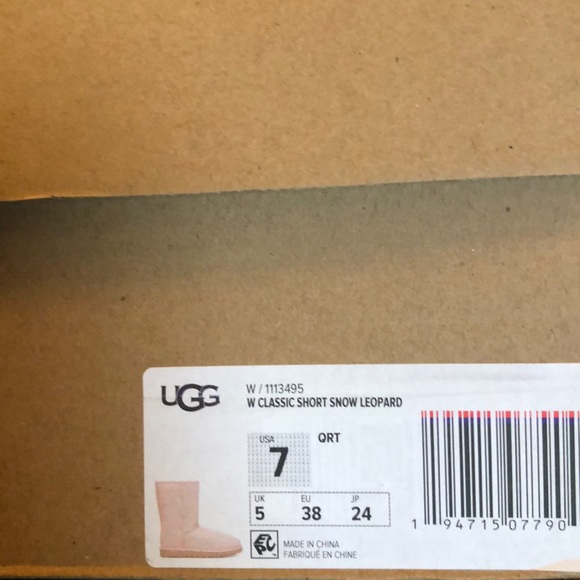 UGG
W / 1113495
W CLASSIC SHORT SNOW LEOPARD
USA
7
QRT
UK EU JP
5 38 24
1 94715 07790
MADE IN CHINA
FABRIQUÉ EN CHINE